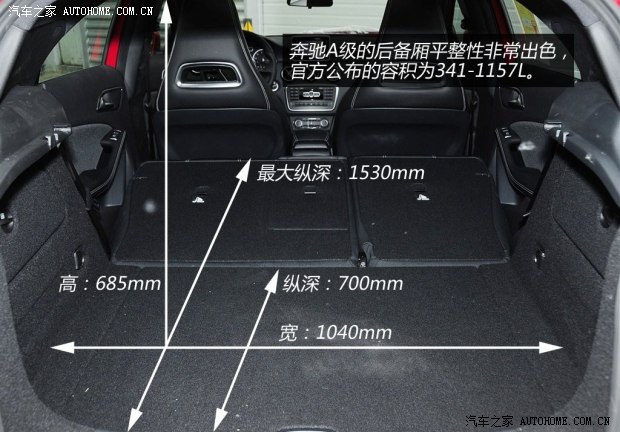 汽车之家 AUTOHOME.COM.CN
奔驰A级的后备厢平整性非常出色，
官方公布的容积为341-1157L。
最大纵深：1530mm
高：685mm
纵深：700mm
宽：1040mm
汽车之家 AUTOHOME.COM.CN